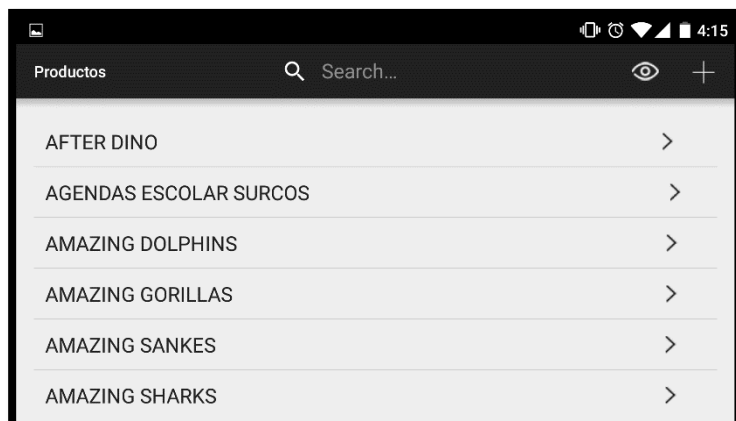 4:15
Productos Search...
AFTER DINO
AGENDAS ESCOLAR SURCOS
AMAZING DOLPHINS
AMAZING GORILLAS
AMAZING SANKES
AMAZING SHARKS